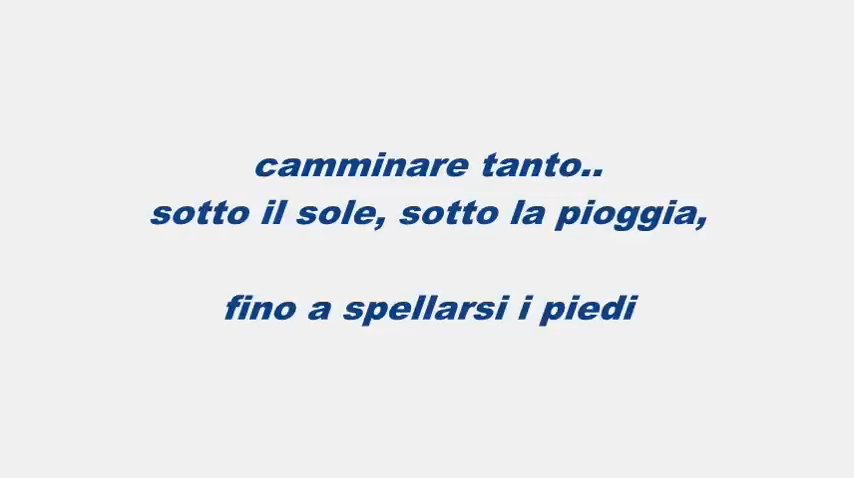 camminare tanto..
sotto il sole, sotto la pioggia,
fino a spellarsi i piedi